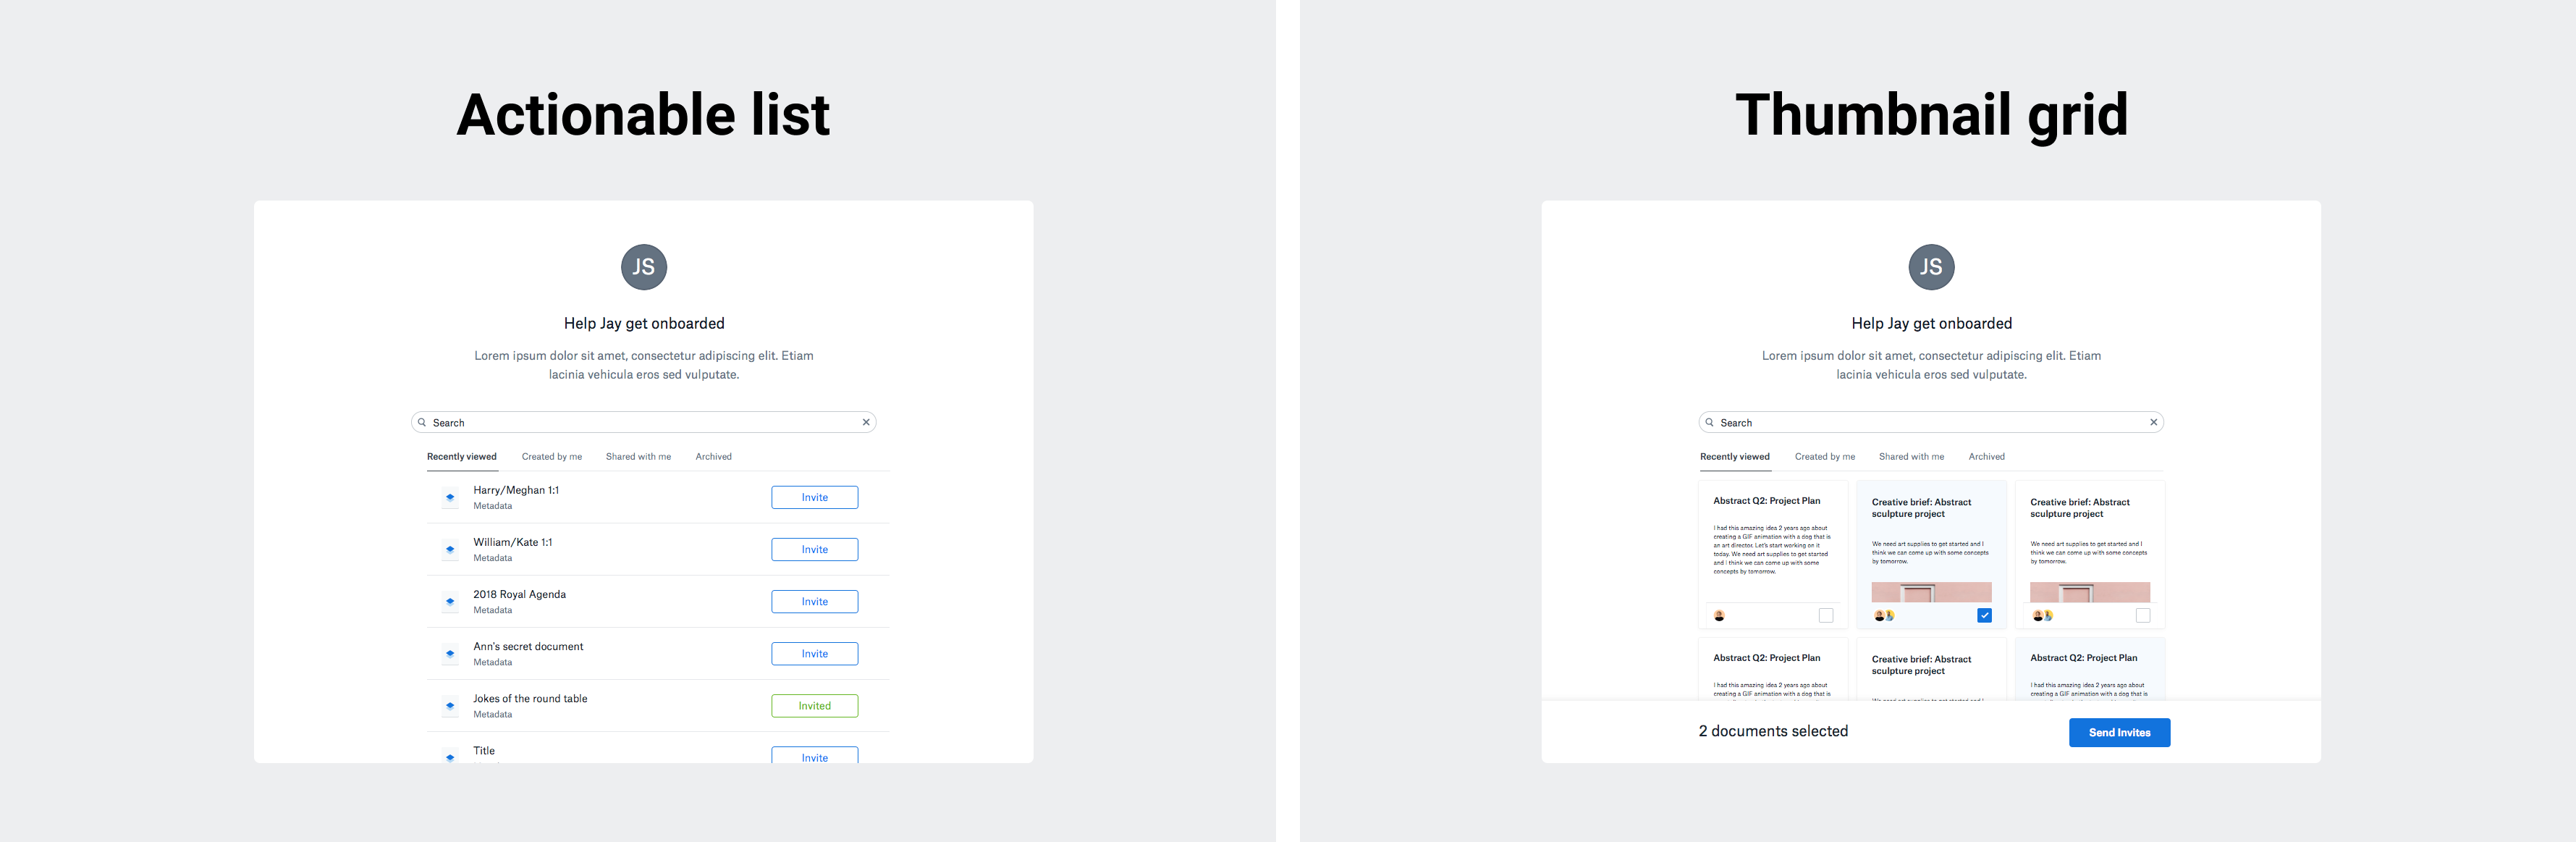 Actionable list
JS
Help Jay get onboarded
Lorem ipsum dolor sit amet, consectetur adipiscing elit. Etiam
lacinia vehicula eros sed vulputate.
Search
Recently viewed Created by me Shared with me Archived
Harry/Meghan 1:1
Metadata
Invite
William/Kate 1:1
Metadata
Invite
2018 Royal Agenda
Metadata
Invite
Ann's secret document
Metadata
Invite
Jokes of the round table
Metadata
Invited
Title
Invite
Thumbnail grid
JS
Help Jay get onboarded
Lorem ipsum dolor sit amet, consectetur adipiscing elit. Etiam
lacinia vehicula eros sed vulputate.
Search
Recently viewed Created by me Shared with me Archived
Abstract Q2: Project Plan
I had this amazing idea 2 years ago about
creating a GIF animation with a dog that is
an art director. Let's start working on it
today. We need art supplies to get started
and I think we can come up with some
concepts by tomorrow.
Creative brief: Abstract
sculpture project
We need art supplies to get started and I
think we can come up with some concepts
by tomorrow.
Creative brief: Abstract
sculpture project
We need art supplies to get started and I
think we can come up with some concepts
by tomorrow.
Abstract Q2: Project Plan
I had this amazing idea 2 years ago about
creating a GIF animation with a dog that is
Creative brief: Abstract
sculpture project
Abstract Q2: Project Plan
I had this amazing idea 2 years ago about
creating a GIF animation with a dog that is
2 documents selected
Send Invites